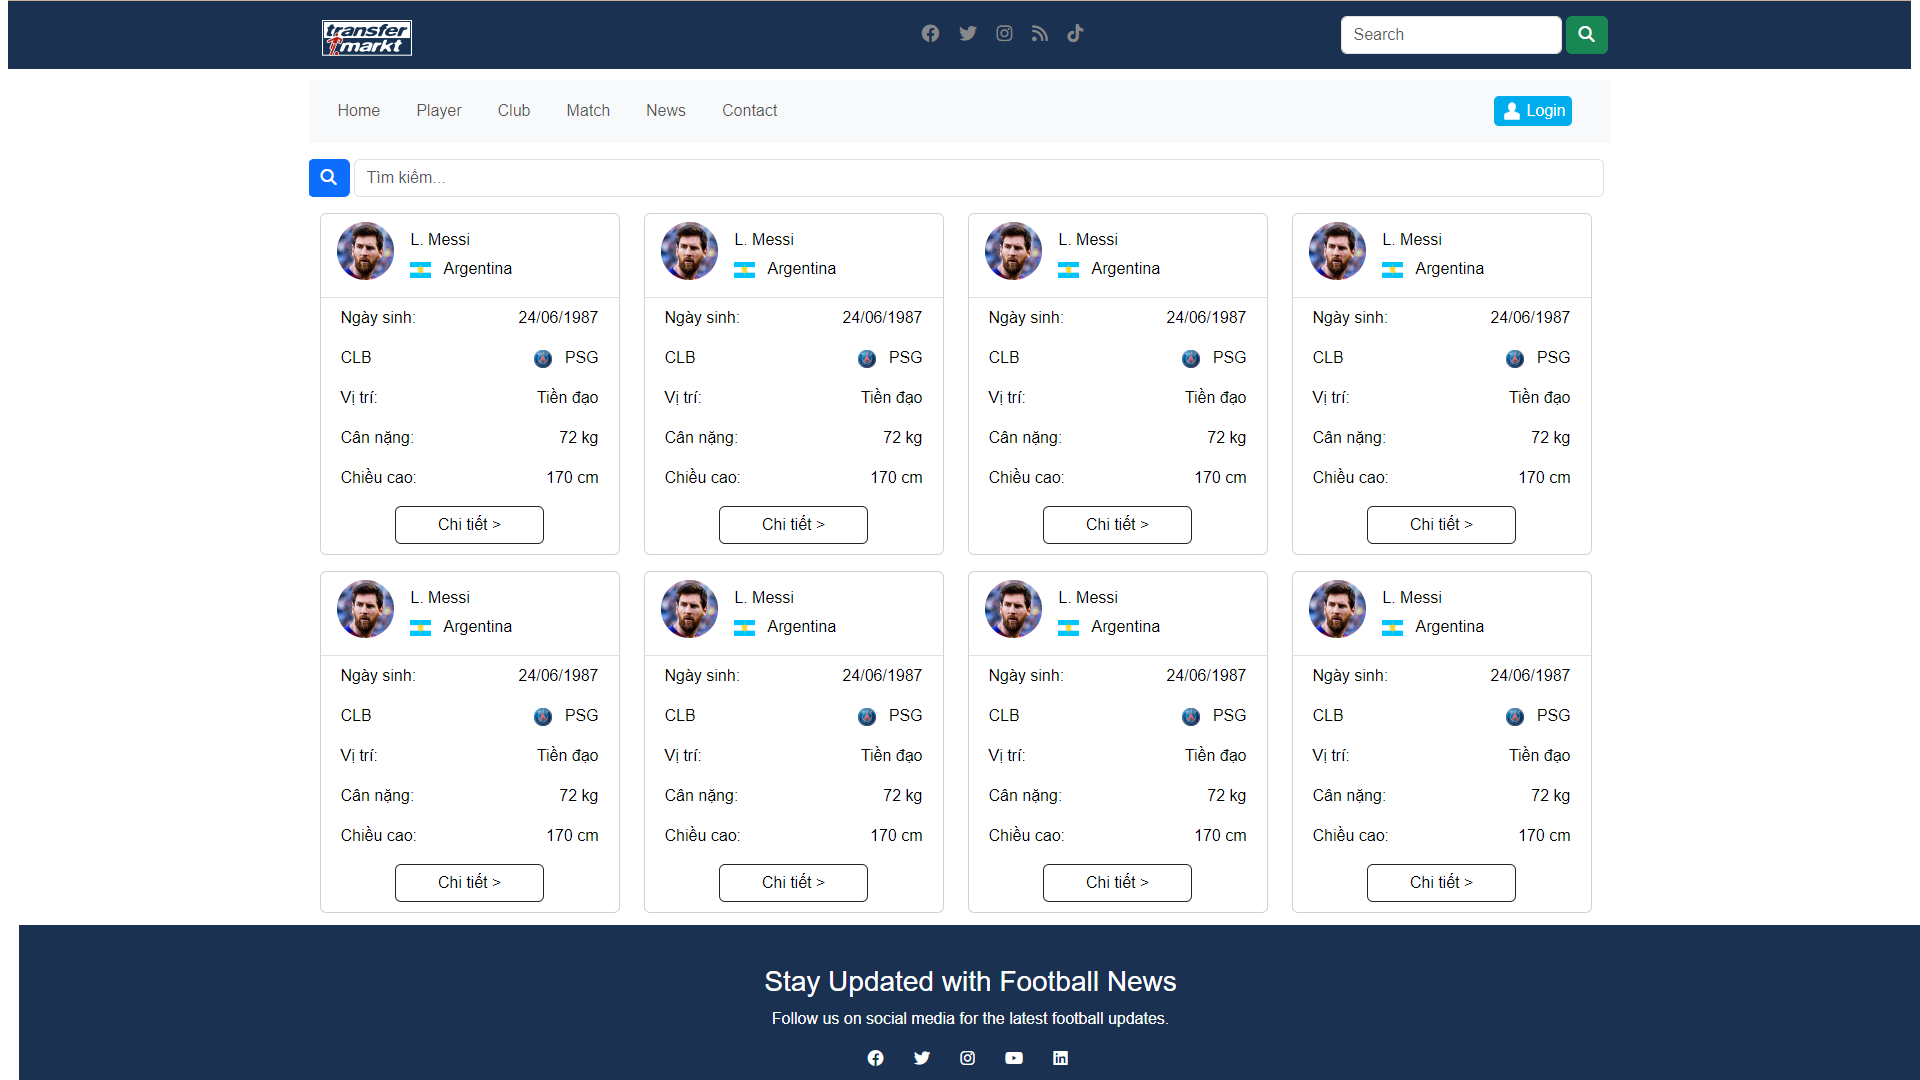 transfer
markt
Search
Home Player Club Match News Contact Login
Tìm kiếm...
L. Messi L. Messi L. Messi L. Messi
Argentina Argentina Argentina Argentina
Ngày sinh: 24/06/1987 Ngày sinh: 24/06/1987 Ngày sinh: 24/06/1987 Ngày sinh: 24/06/1987
CLB PSG CLB PSG CLB PSG CLB PSG
Vị trí: Tiền đạo Vị trí: Tiền đạo Vị trí: Tiền đạo Vị trí: Tiền đạo
Cân nặng: 72 kg Cân nặng: 72 kg Cân nặng: 72 kg Cân nặng: 72 kg
Chiều cao: 170 cm Chiều cao: 170 cm Chiều cao: 170 cm Chiều cao: 170 cm
Chi tiết > Chi tiết > Chi tiết > Chi tiết >
L. Messi L. Messi L. Messi L. Messi
Argentina Argentina Argentina Argentina
Ngày sinh: 24/06/1987 Ngày sinh: 24/06/1987 Ngày sinh: 24/06/1987 Ngày sinh: 24/06/1987
CLB PSG CLB PSG CLB PSG CLB PSG
Vị trí: Tiền đạo Vị trí: Tiền đạo Vị trí: Tiền đạo Vị trí: Tiền đạo
Cân nặng: 72 kg Cân nặng: 72 kg Cân nặng: 72 kg Cân nặng: 72 kg
Chiều cao: 170 cm Chiều cao: 170 cm Chiều cao: 170 cm Chiều cao: 170 cm
Chi tiết > Chi tiết > Chi tiết > Chi tiết >
Stay Updated with Football News
Follow us on social media for the latest football updates.